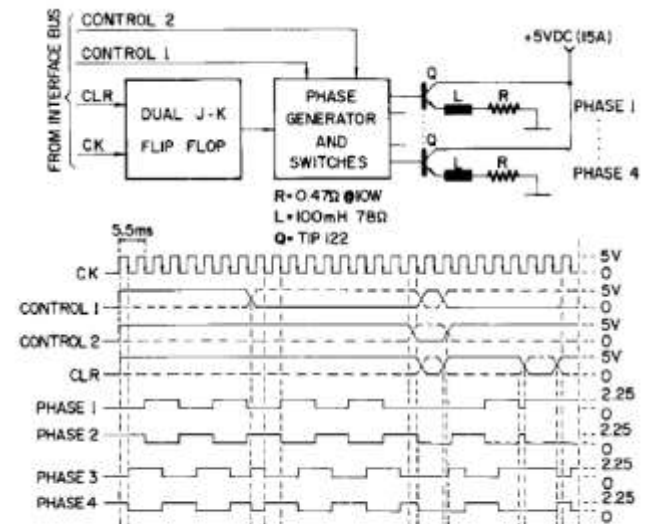 FROM INTERFACE BUS
CONTROL 2
CONTROL 1
CLR
CK
DUAL J-K
FLIP FLOP
PHASE
GENERATOR
AND
SWITCHES
+5VDC (15A)
Q
L
R
PHASE 1
Q
L
R
PHASE 4
R=0.47Ω @10W
L=100mH 78Ω
Q=TIP 122
5.5ms
CK
5V
0
CONTROL 1
5V
0
CONTROL 2
5V
0
CLR
5V
0
PHASE 1
2.25
0
PHASE 2
2.25
0
PHASE 3
2.25
0
PHASE 4
2.25
0